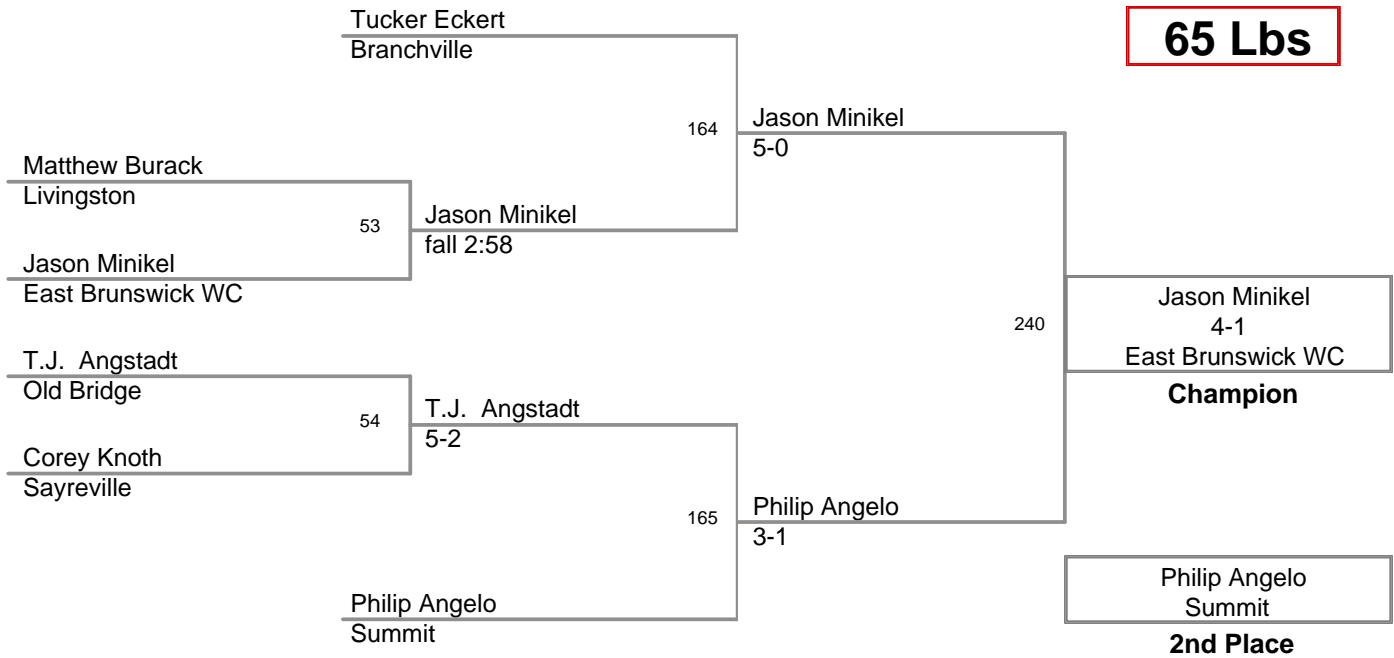 Tucker Eckert
Branchville
65 Lbs
164
Jason Minikel
5-0
Matthew Burack
Livingston
53
Jason Minikel
fall 2:58
Jason Minikel
East Brunswick WC
240
Jason Minikel
4-1
East Brunswick WC
Champion
T.J. Angstadt
Old Bridge
54
T.J. Angstadt
5-2
Corey Knoth
Sayreville
165
Philip Angelo
3-1
Philip Angelo
Summit
Philip Angelo
Summit
2nd Place